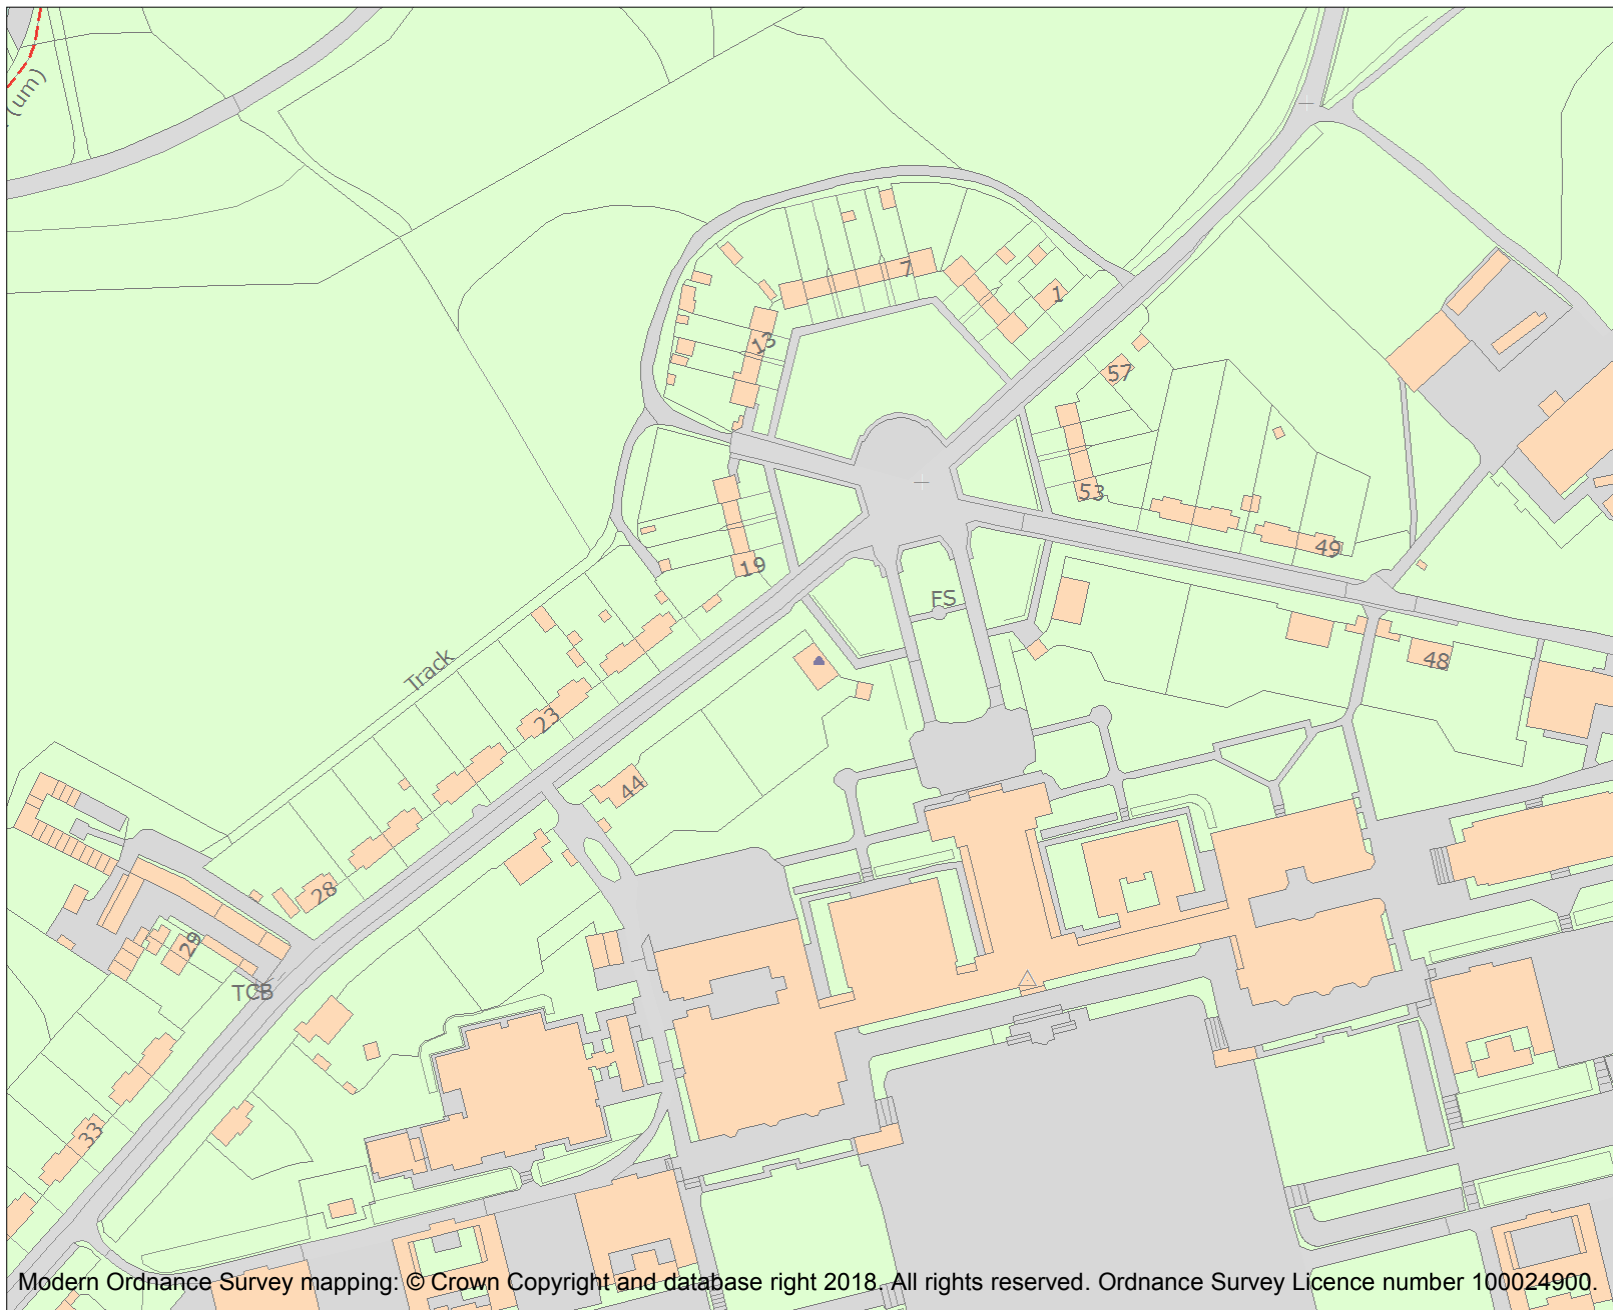 (um)
7
1
13
57
53
49
19
FS
Track
48
23
44
28
29
TCB
33
Modern Ordnance Survey mapping: © Crown Copyright and database right 2018. All rights reserved. Ordnance Survey Licence number 100024900.